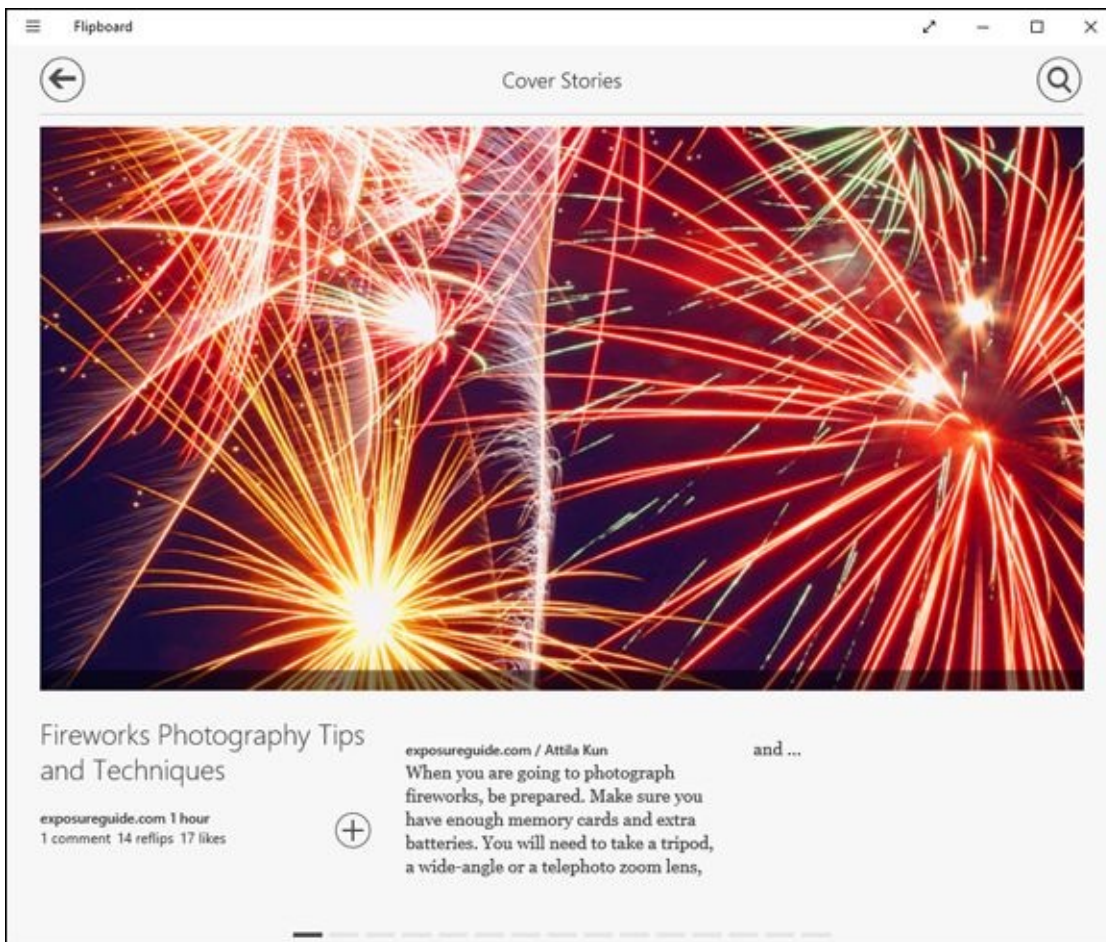 Flipboard
Cover Stories
Fireworks Photography Tips
and Techniques
exposureguide.com 1 hour
1 comment 14 reflips 17 likes
exposureguide.com / Attila Kun
When you are going to photograph
fireworks, be prepared. Make sure you
have enough memory cards and extra
batteries. You will need to take a tripod,
a wide-angle or a telephoto zoom lens,
and ...